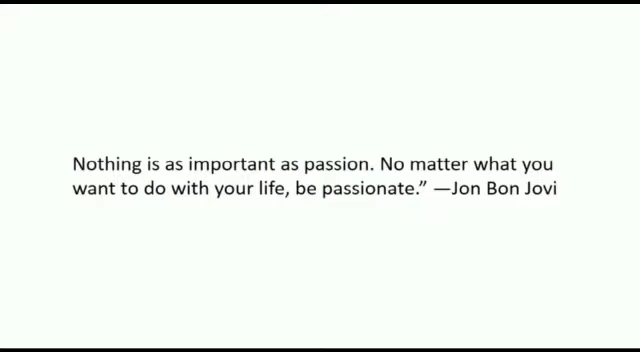 Nothing is as important as passion. No matter what you
want to do with your life, be passionate.” —Jon Bon Jovi